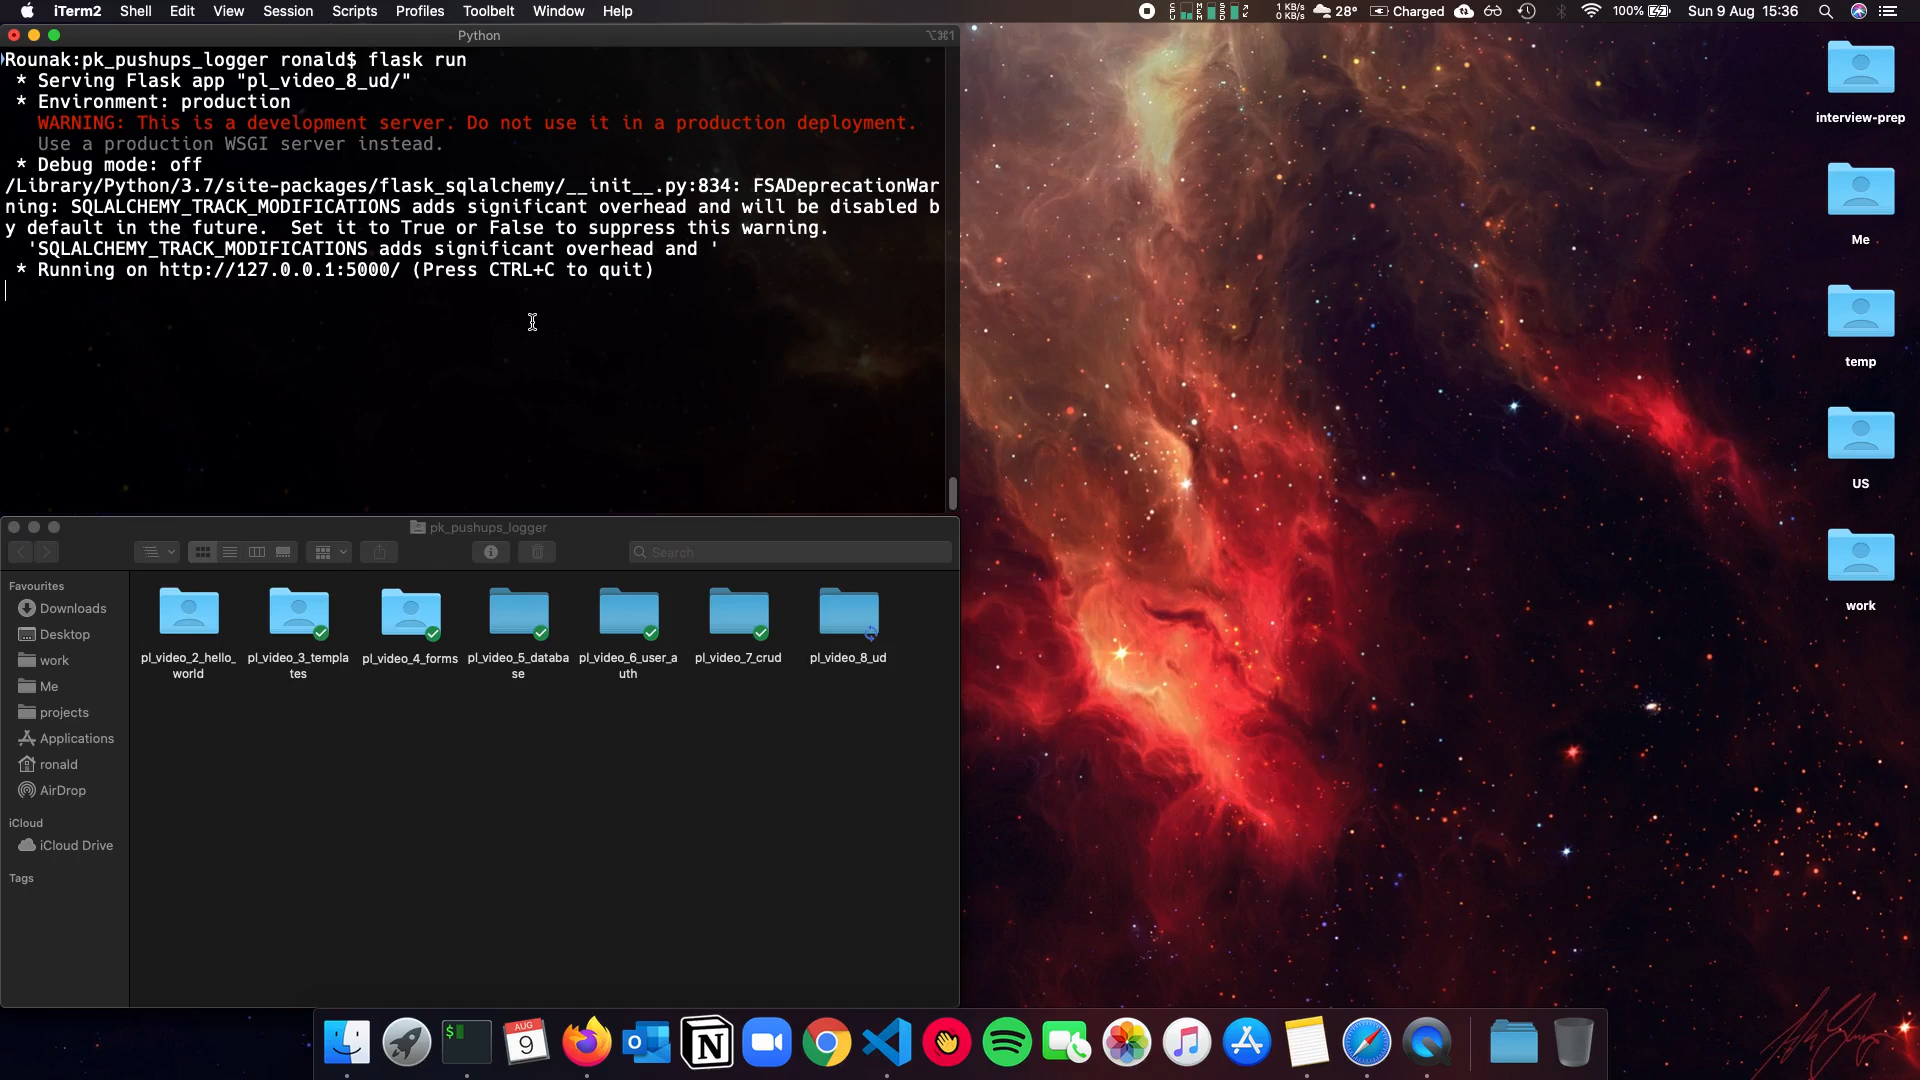 iTerm2 Shell Edit View Session Scripts Profiles Toolbelt Window Help
1 KB/s
0 KB/s
28° Charged 100% Sun 9 Aug 15:36
Python
⌥⌘1
Rounak:pk_pushups_logger ronald$ flask run
* Serving Flask app "pl_video_8_ud/"
* Environment: production
WARNING: This is a development server. Do not use it in a production deployment.
Use a production WSGI server instead.
* Debug mode: off
/Library/Python/3.7/site-packages/flask_sqlalchemy/__init__.py:834: FSADeprecationWar
ning: SQLALCHEMY_TRACK_MODIFICATIONS adds significant overhead and will be disabled b
y default in the future.  Set it to True or False to suppress this warning.
'SQLALCHEMY_TRACK_MODIFICATIONS adds significant overhead and '
* Running on http://127.0.0.1:5000/ (Press CTRL+C to quit)
pk_pushups_logger
Search
Favourites
Downloads
Desktop
work
Me
projects
Applications
ronald
AirDrop
iCloud
iCloud Drive
Tags
pl_video_2_hello_
world
pl_video_3_templa
tes
pl_video_4_forms
pl_video_5_databa
se
pl_video_6_user_a
uth
pl_video_7_crud
pl_video_8_ud
interview-prep
Me
temp
US
work
$
AUG
9